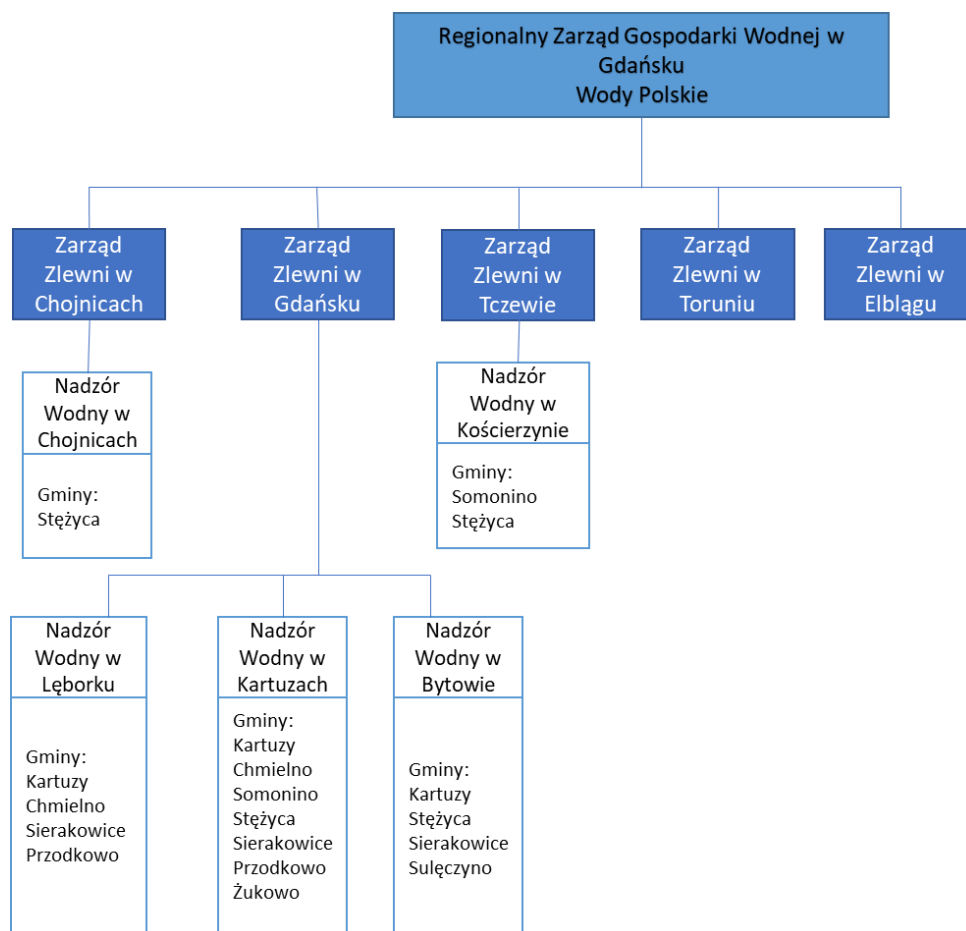 Regionalny Zarząd Gospodarki Wodnej w
Gdańsku
Wody Polskie
Zarząd
Zlewni w
Chojnicach
Zarząd
Zlewni w
Gdańsku
Zarząd
Zlewni w
Tczewie
Zarząd
Zlewni w
Toruniu
Zarząd
Zlewni w
Elblągu
Nadzór
Wodny w
Chojnicach
Gminy:
Stężyca
Nadzór
Wodny w
Kościerzynie
Gminy:
Somonino
Stężyca
Nadzór
Wodny w
Lęborku
Gminy:
Kartuzy
Chmielno
Sierakowice
Przodkowo
Nadzór
Wodny w
Kartuzach
Gminy:
Kartuzy
Chmielno
Somonino
Stężyca
Sierakowice
Przodkowo
Żukowo
Nadzór
Wodny w
Bytowie
Gminy:
Kartuzy
Stężyca
Sierakowice
Sulęczyno